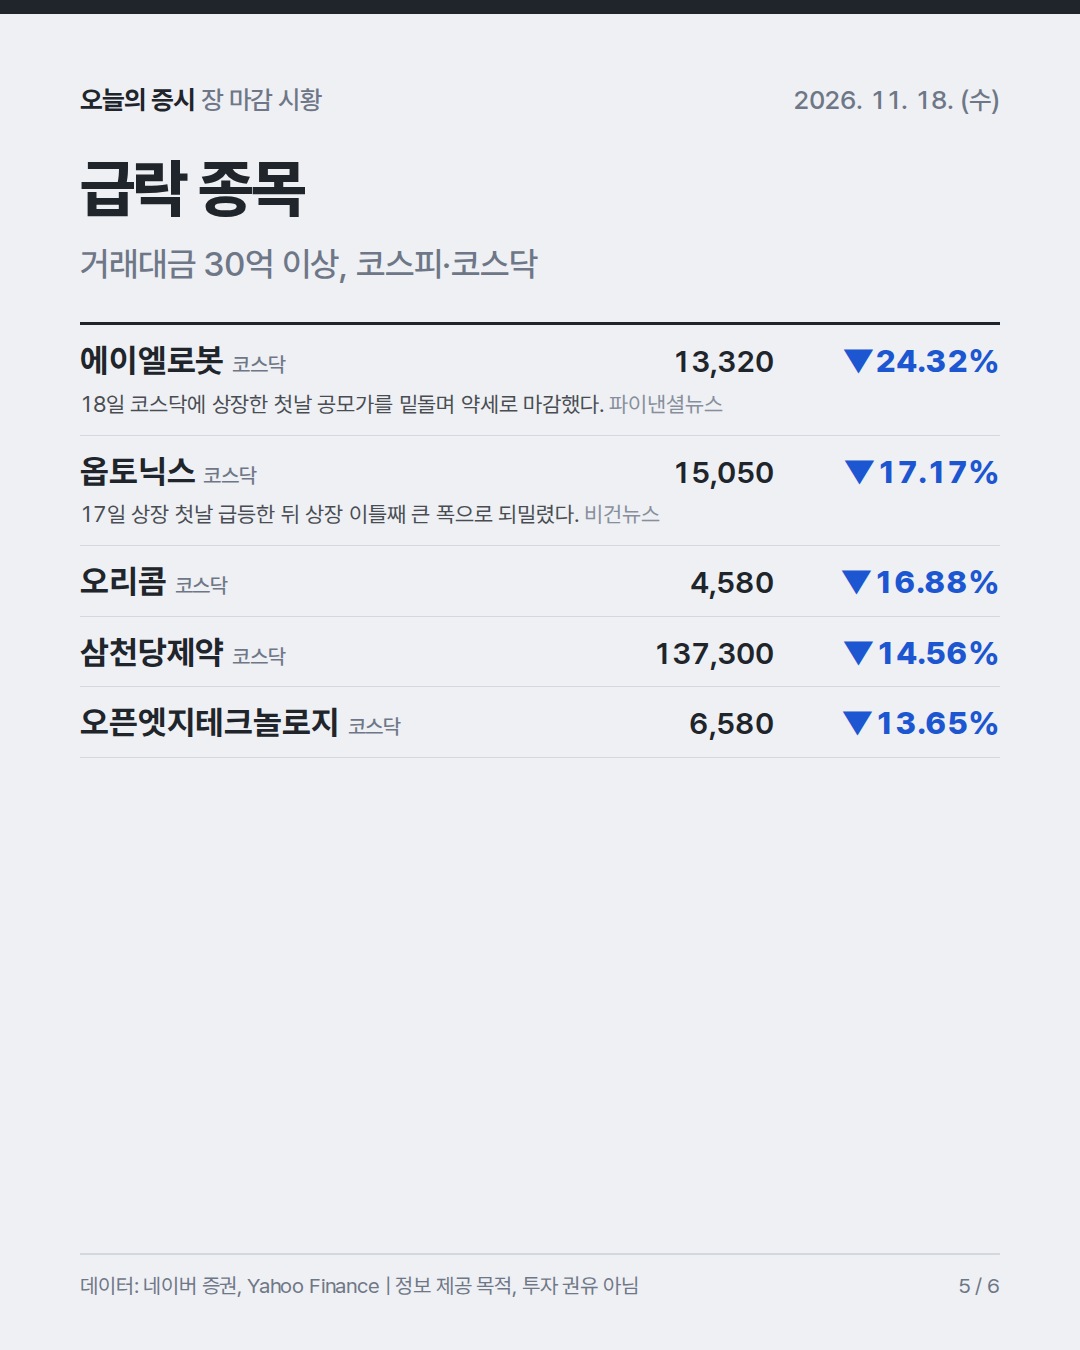 오늘의 증시 장 마감 시황
2026. 11. 18. (수)
급락 종목
거래대금 30억 이상, 코스피·코스닥
에이엘로봇 코스닥 13,320 ▼24.32%
18일 코스닥에 상장한 첫날 공모가를 밑돌며 약세로 마감했다. 파이낸셜뉴스
옵토닉스 코스닥 15,050 ▼17.17%
17일 상장 첫날 급등한 뒤 상장 이틀째 큰 폭으로 되밀렸다. 비건뉴스
오리콤 코스닥 4,580 ▼16.88%
삼천당제약 코스닥 137,300 ▼14.56%
오픈엣지테크놀로지 코스닥 6,580 ▼13.65%
데이터: 네이버 증권, Yahoo Finance | 정보 제공 목적, 투자 권유 아님
5 / 6